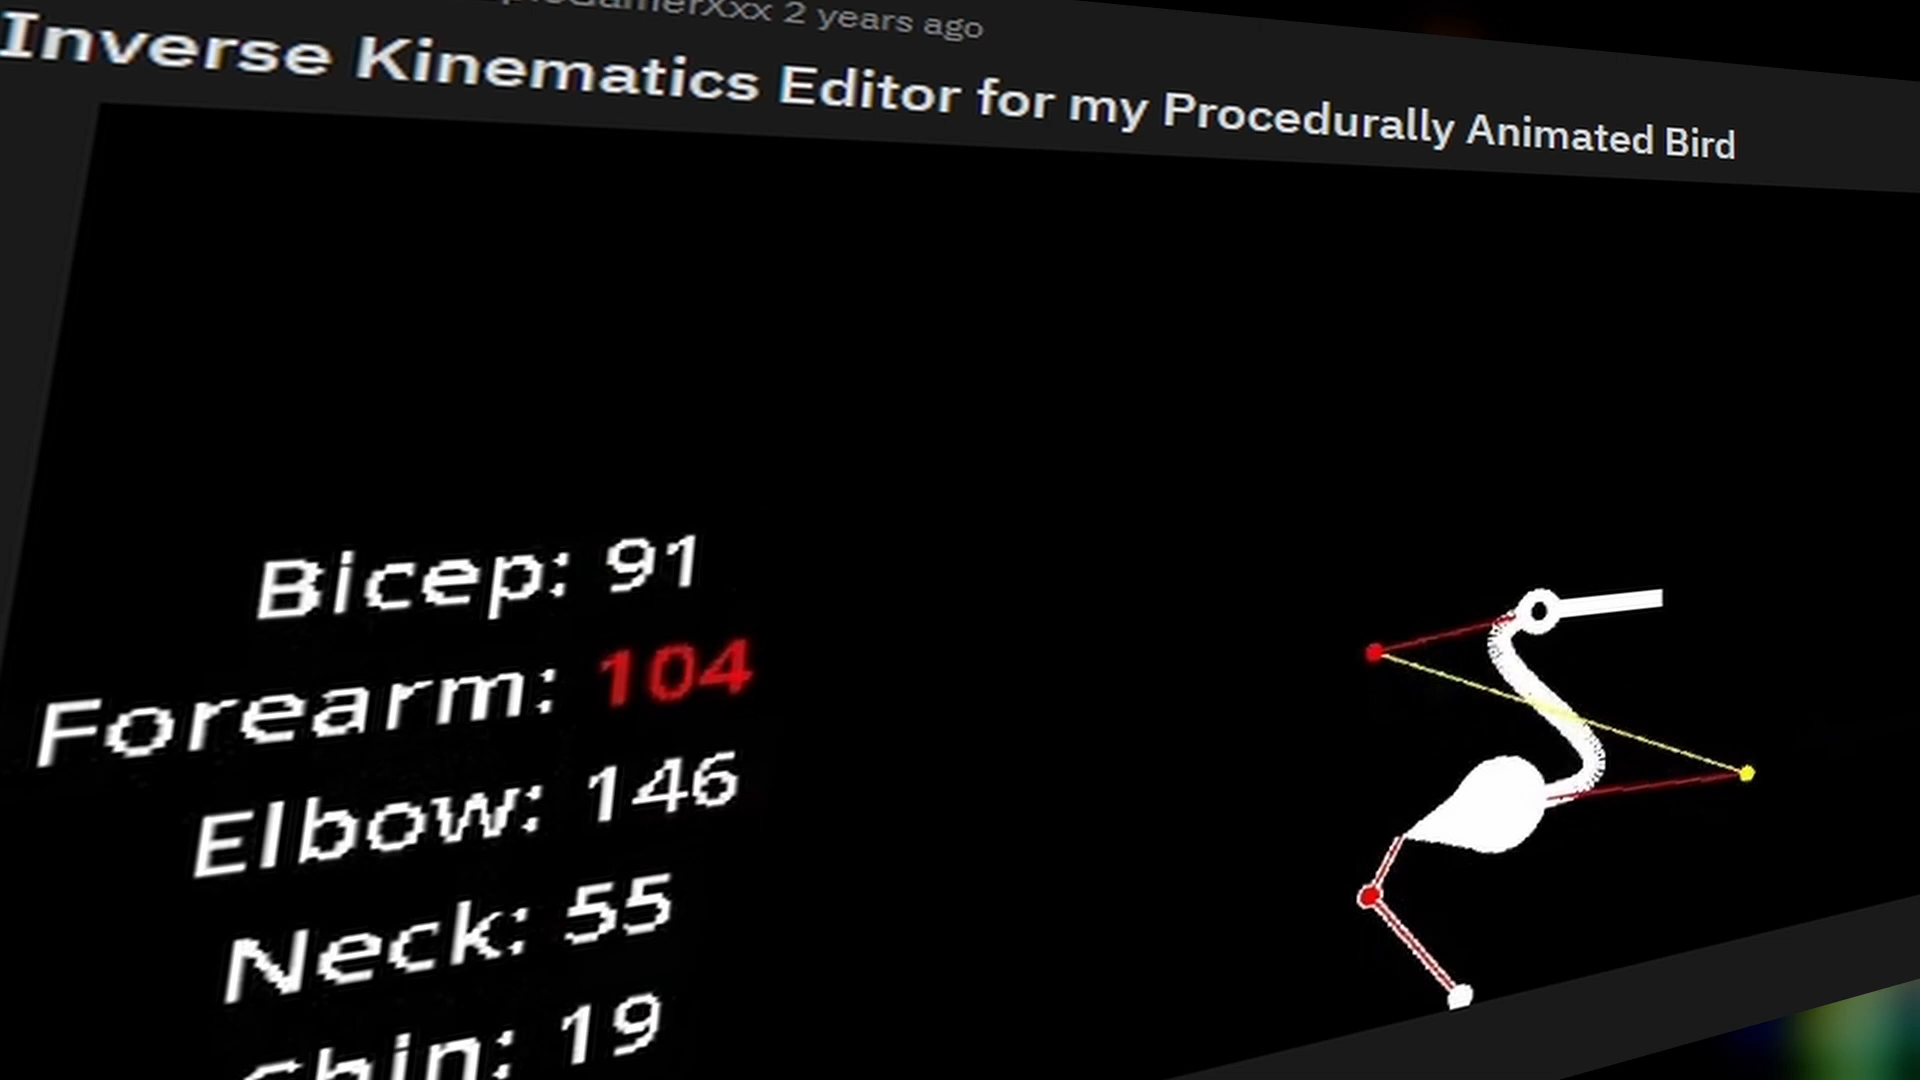 2 years ago
Inverse Kinematics Editor for my Procedurally Animated Bird
Bicep: 91
Forearm: 104
Elbow: 146
Neck: 55
19